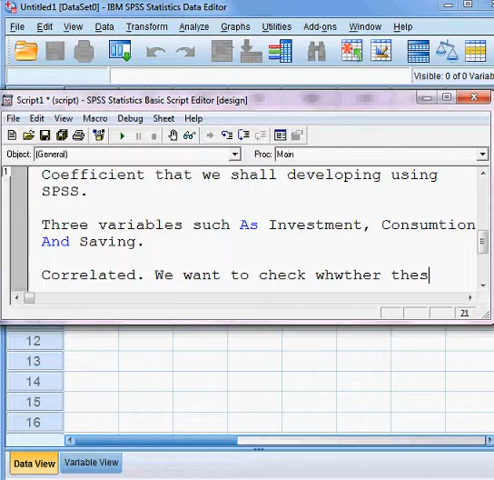 Untitled1 [DataSet0] - IBM SPSS Statistics Data Editor
File Edit View Data Transform Analyze Graphs Utilities Add-ons Window Help
Visible: 0 of 0 Variab
Script1 * (script) - SPSS Statistics Basic Script Editor [design]
File Edit View Macro Debug Sheet Help
Object: (General) Proc: Main
1
Coefficient that we shall developing using
SPSS.
Three variables such As Investment, Consumtion
And Saving.
Correlated. We want to check whwther thes
21
12
13
14
15
16
Data View Variable View